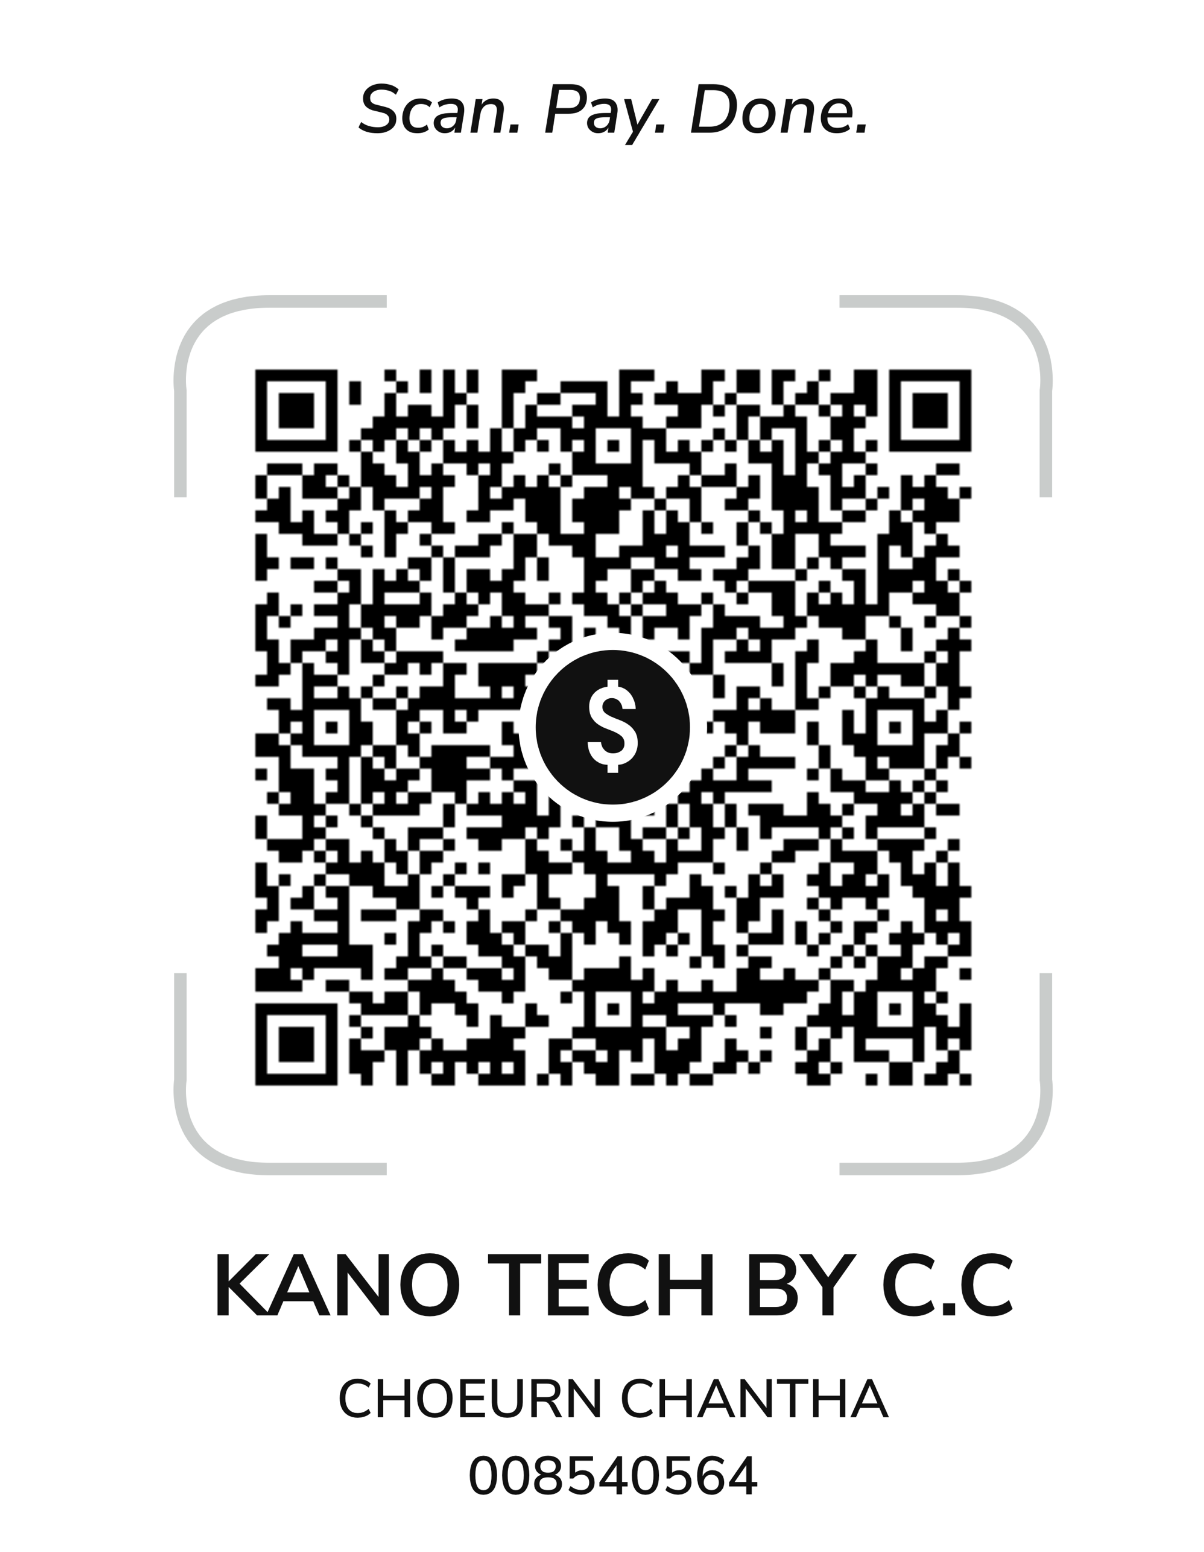 Scan. Pay. Done.
$
KANO TECH BY C.C
CHOEURN CHANTHA
008540564